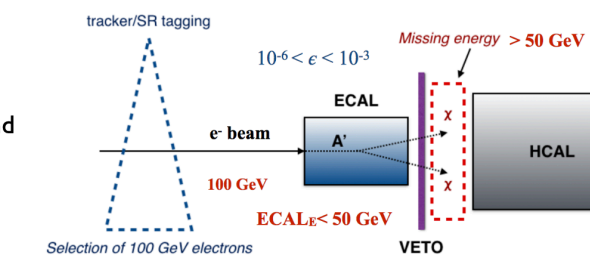 tracker/SR tagging
10-6 < ϵ < 10-3
Missing energy > 50 GeV
d
ECAL
e- beam
A'
χ
HCAL
100 GeV
χ
ECALE< 50 GeV
Selection of 100 GeV electrons
VETO